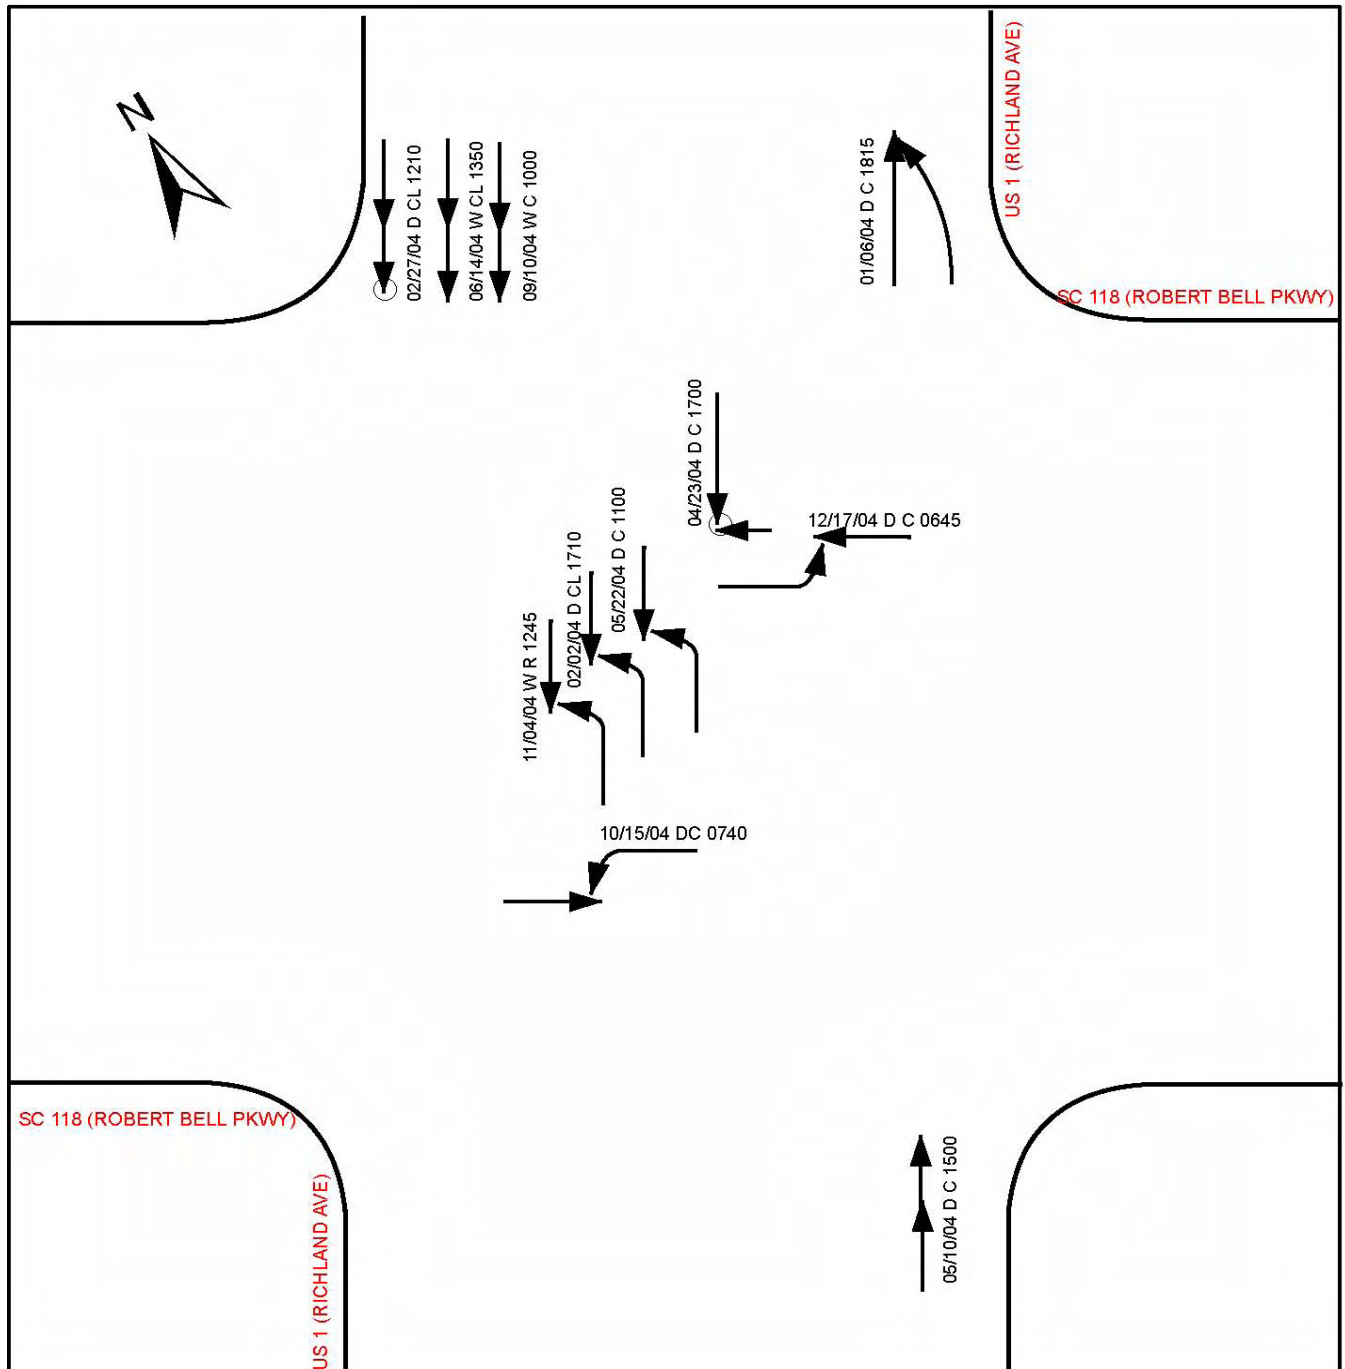 N
02/27/04 D CL 1210
06/14/04 W CL 1350
09/10/04 W C 1000
01/06/04 D C 1815
US 1 (RICHLAND AVE)
SC 118 (ROBERT BELL PKWY)
04/23/04 D C 1700
12/17/04 D C 0645
05/22/04 D C 1100
02/02/04 D CL 1710
11/04/04 W R 1245
10/15/04 DC 0740
SC 118 (ROBERT BELL PKWY)
US 1 (RICHLAND AVE)
05/10/04 D C 1500